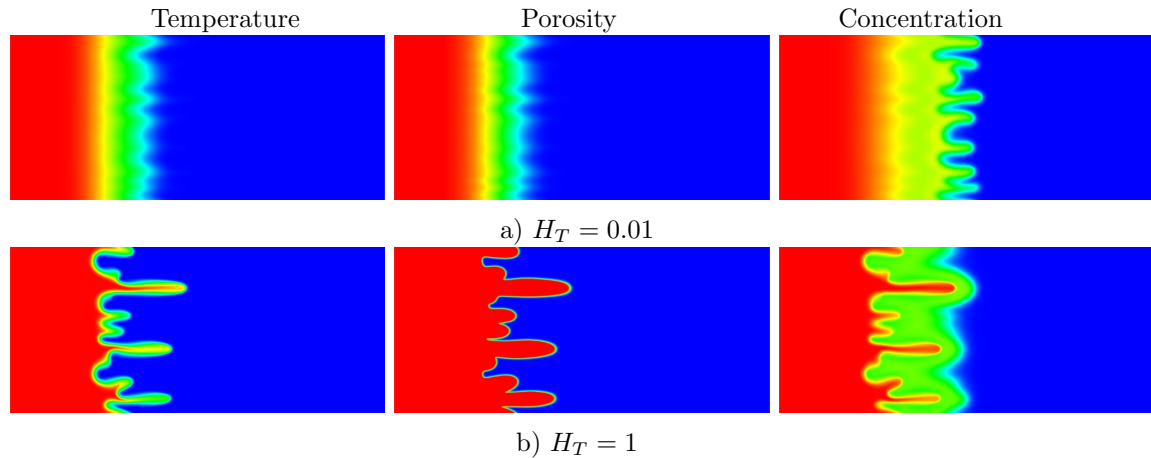 Temperature Porosity Concentration
a) $H_T = 0.01$
b) $H_T = 1$